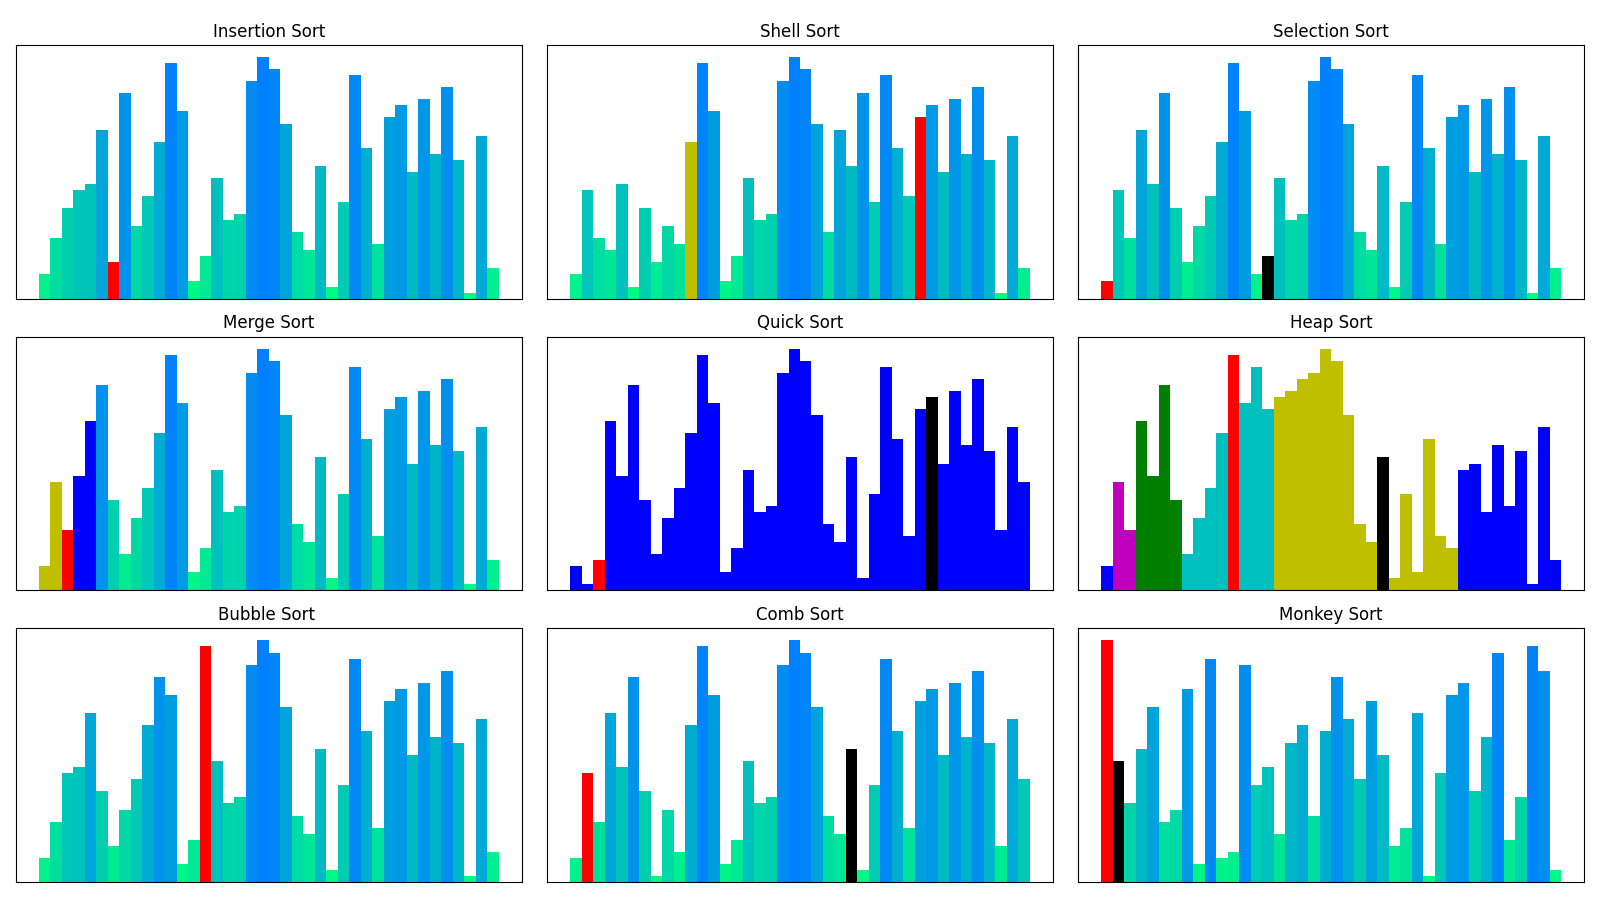 Insertion Sort
Shell Sort
Selection Sort
Merge Sort
Quick Sort
Heap Sort
Bubble Sort
Comb Sort
Monkey Sort